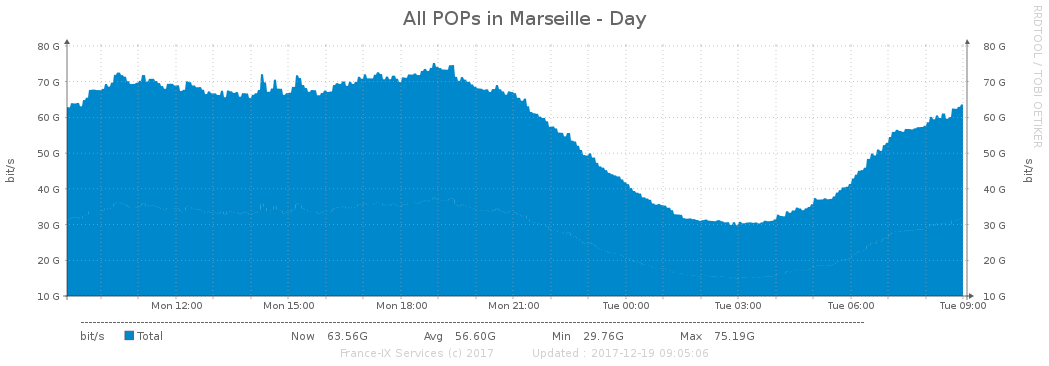 All POPs in Marseille - Day
RRDTOOL / TOBI OETIKER
80 G 80 G
70 G 70 G
60 G 60 G
50 G 50 G
40 G 40 G
30 G 30 G
20 G 20 G
10 G 10 G
bit/s bit/s
Mon 12:00 Mon 15:00 Mon 18:00 Mon 21:00 Tue 00:00 Tue 03:00 Tue 06:00 Tue 09:00
bit/s Total Now 63.56G Avg 56.60G Min 29.76G Max 75.19G
France-IX Services (c) 2017 Updated : 2017-12-19 09:05:06